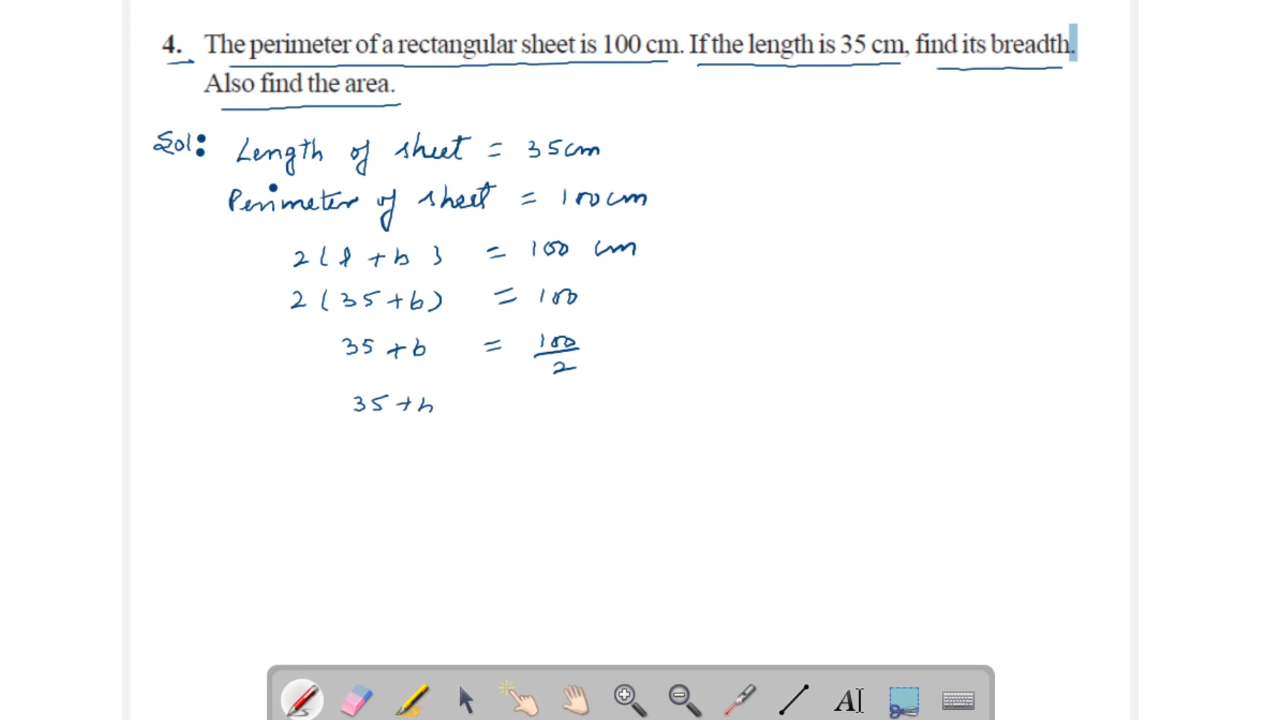 4. The perimeter of a rectangular sheet is 100 cm. If the length is 35 cm, find its breadth.
Also find the area.
Sol: Length of sheet = 35cm
Perimeter of sheet = 100cm
2(l+b) = 100 cm
2(35+b) = 100
35+b = 100/2
35+h
AI